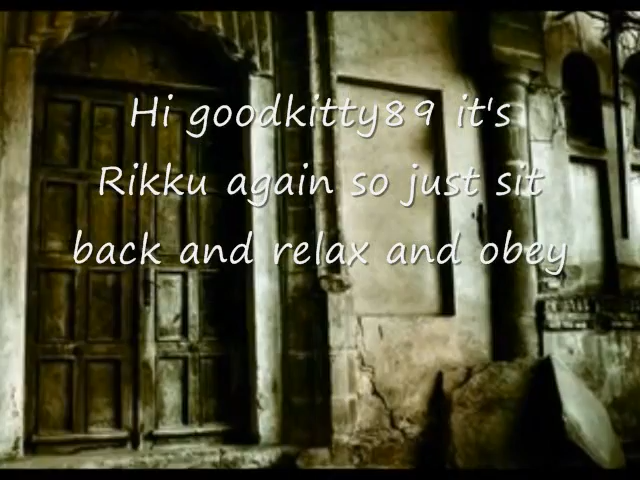 Hi goodkitty89 it's
Rikku again so just sit
back and relax and obey